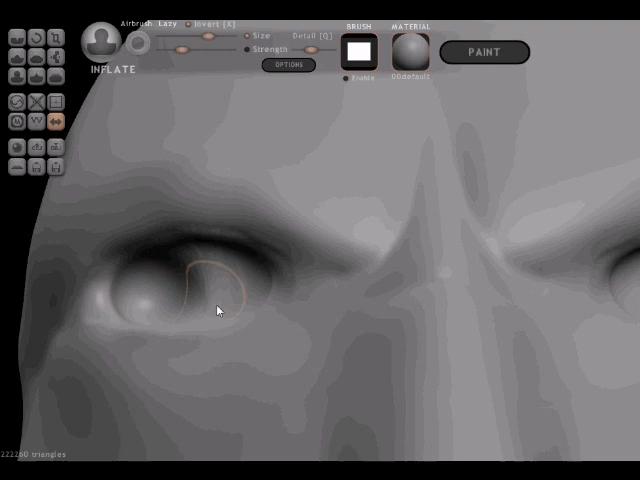 Airbrush Lazy Invert [X]
Size
Detail [Q]
Strength
INFLATE
OPTIONS
BRUSH
Enable
MATERIAL
00default
PAINT
222260 triangles